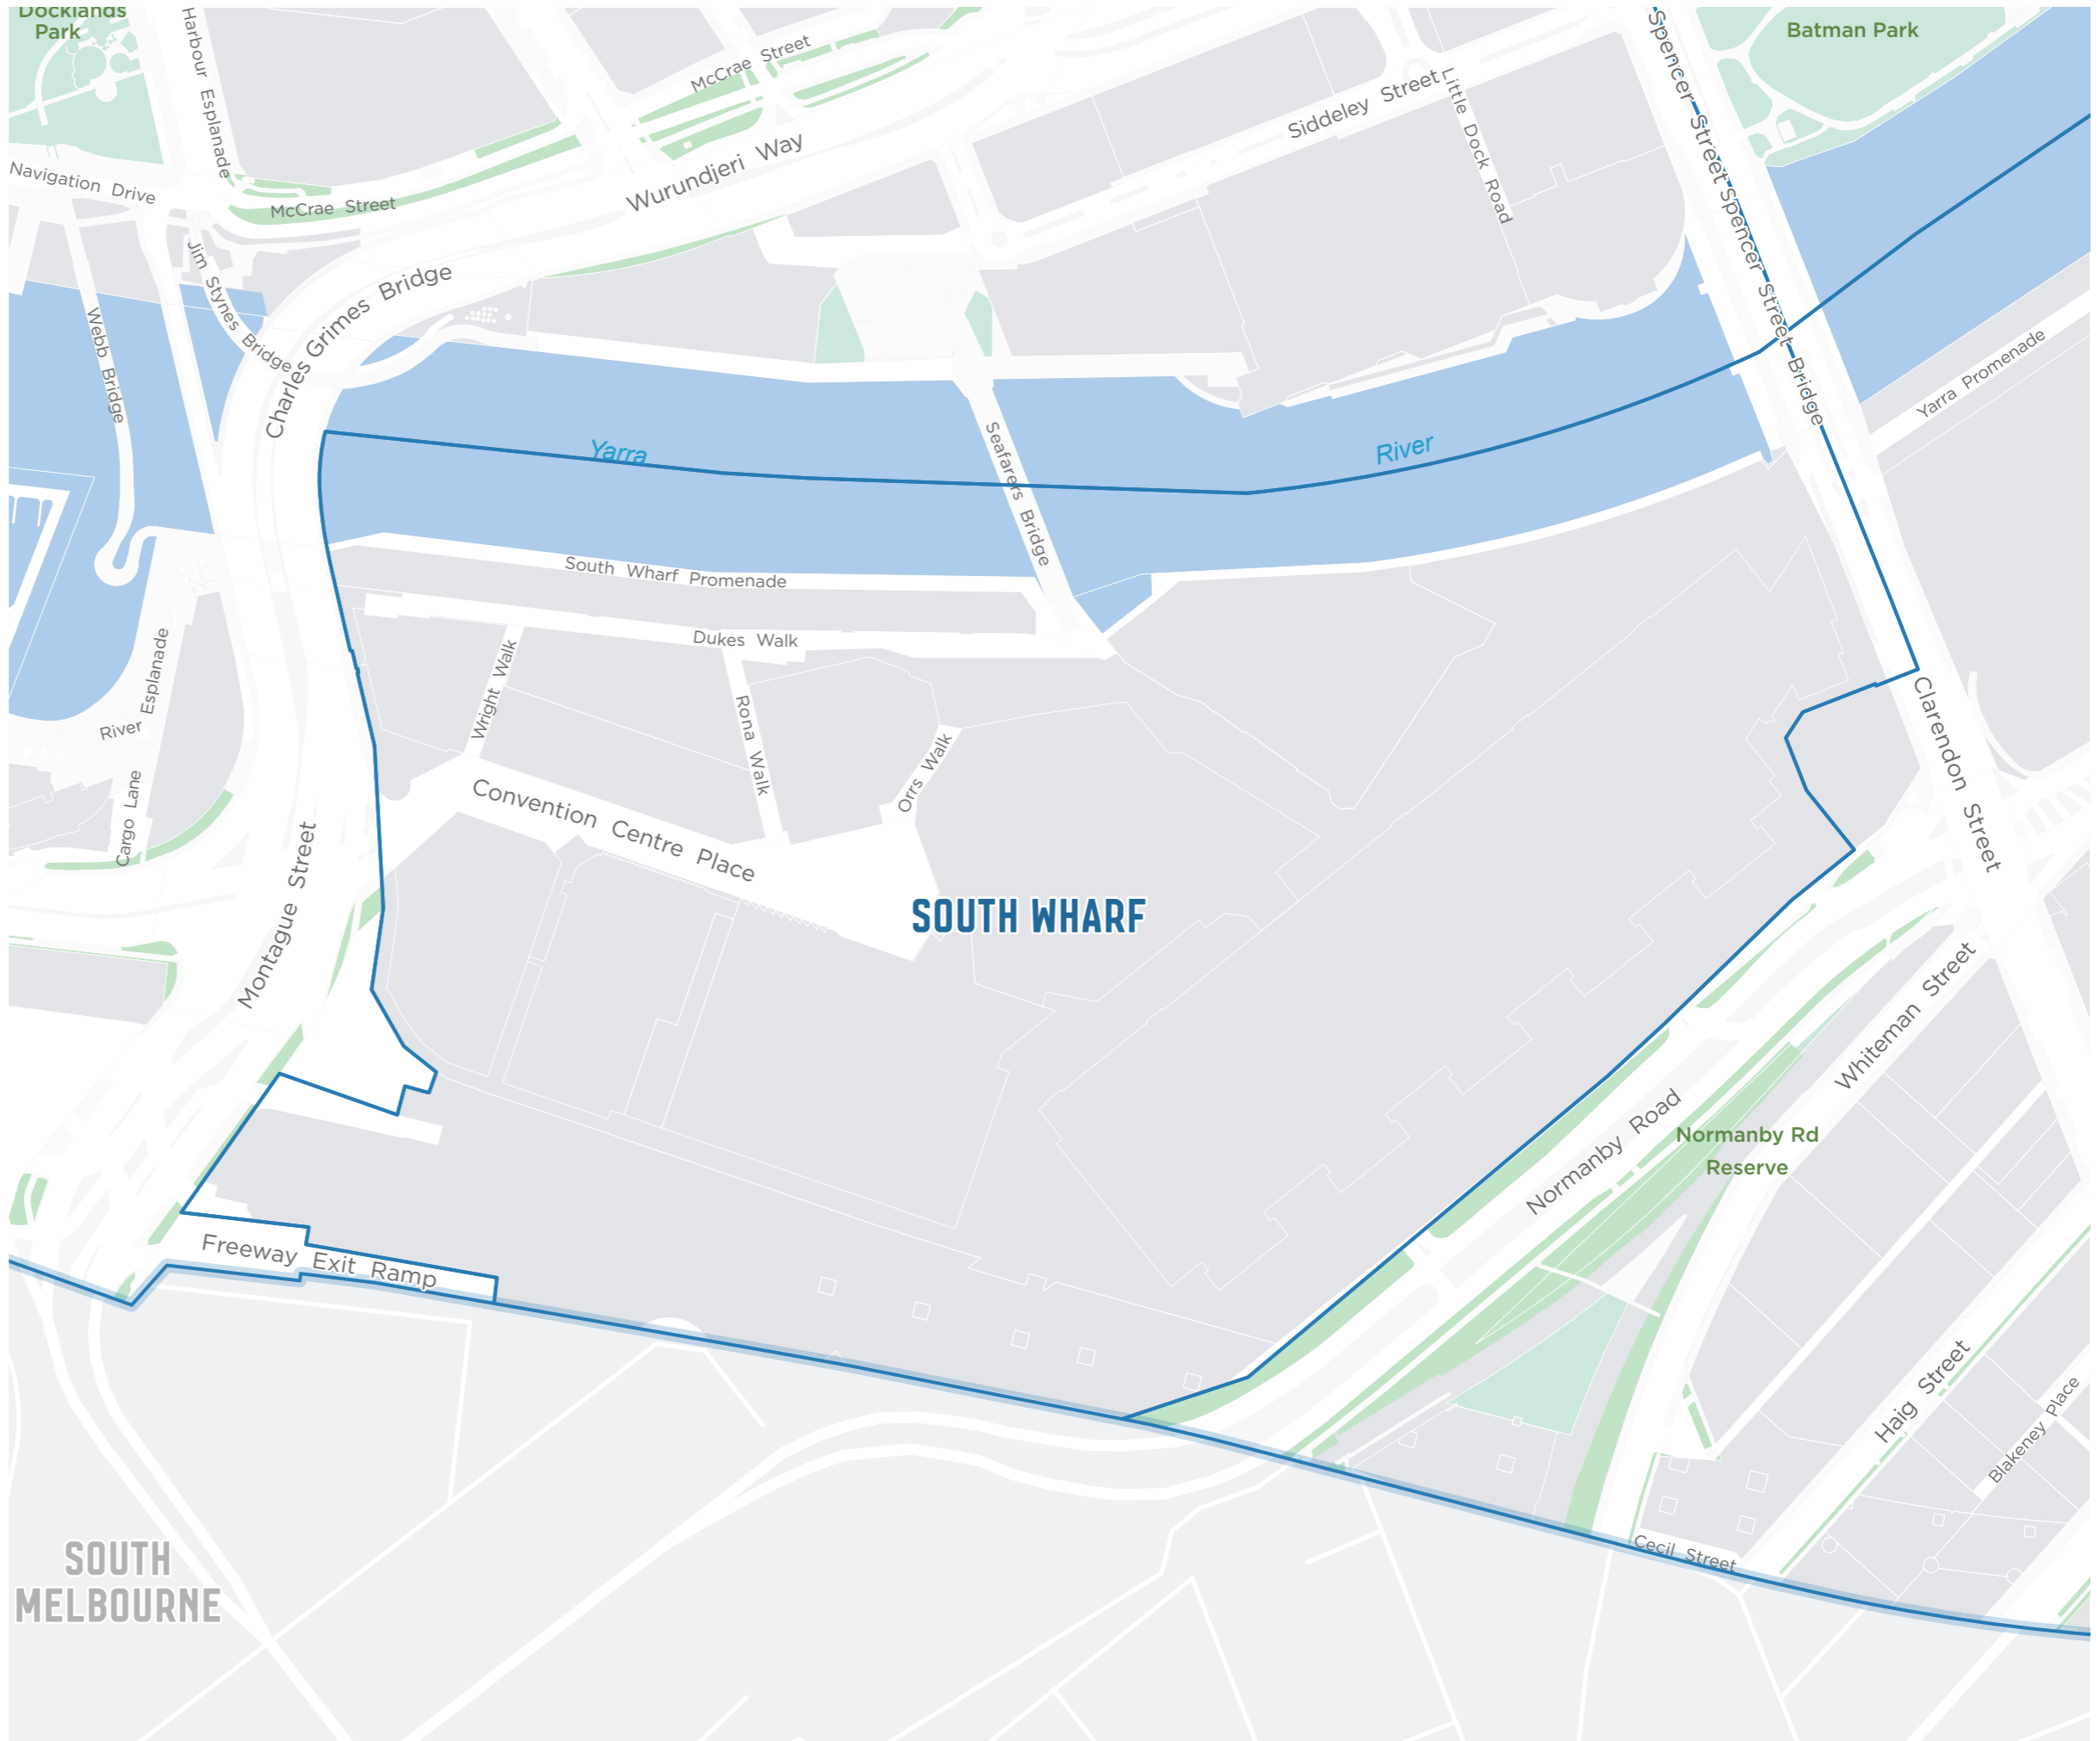 Docklands
Park
Harbour Esplanade
McCrae Street
Batman Park
Spencer Street
Spencer Street Bridge
Siddeley Street
Little Dock Road
Wurundjeri Way
Navigation Drive
McCrae Street
Jim Stynes Bridge
Charles Grimes Bridge
Webb Bridge
Yarra Promenade
Yarra
River
Seafarers Bridge
South Wharf Promenade
Dukes Walk
Wright Walk
Rona Walk
Orrs Walk
River Esplanade
Cargo Lane
Convention Centre Place
Clarendon Street
Montague Street
SOUTH WHARF
Whiteman Street
Normanby Road
Normanby Rd
Reserve
Freeway Exit Ramp
Haig Street
Blakeney Place
Cecil Street
SOUTH
MELBOURNE